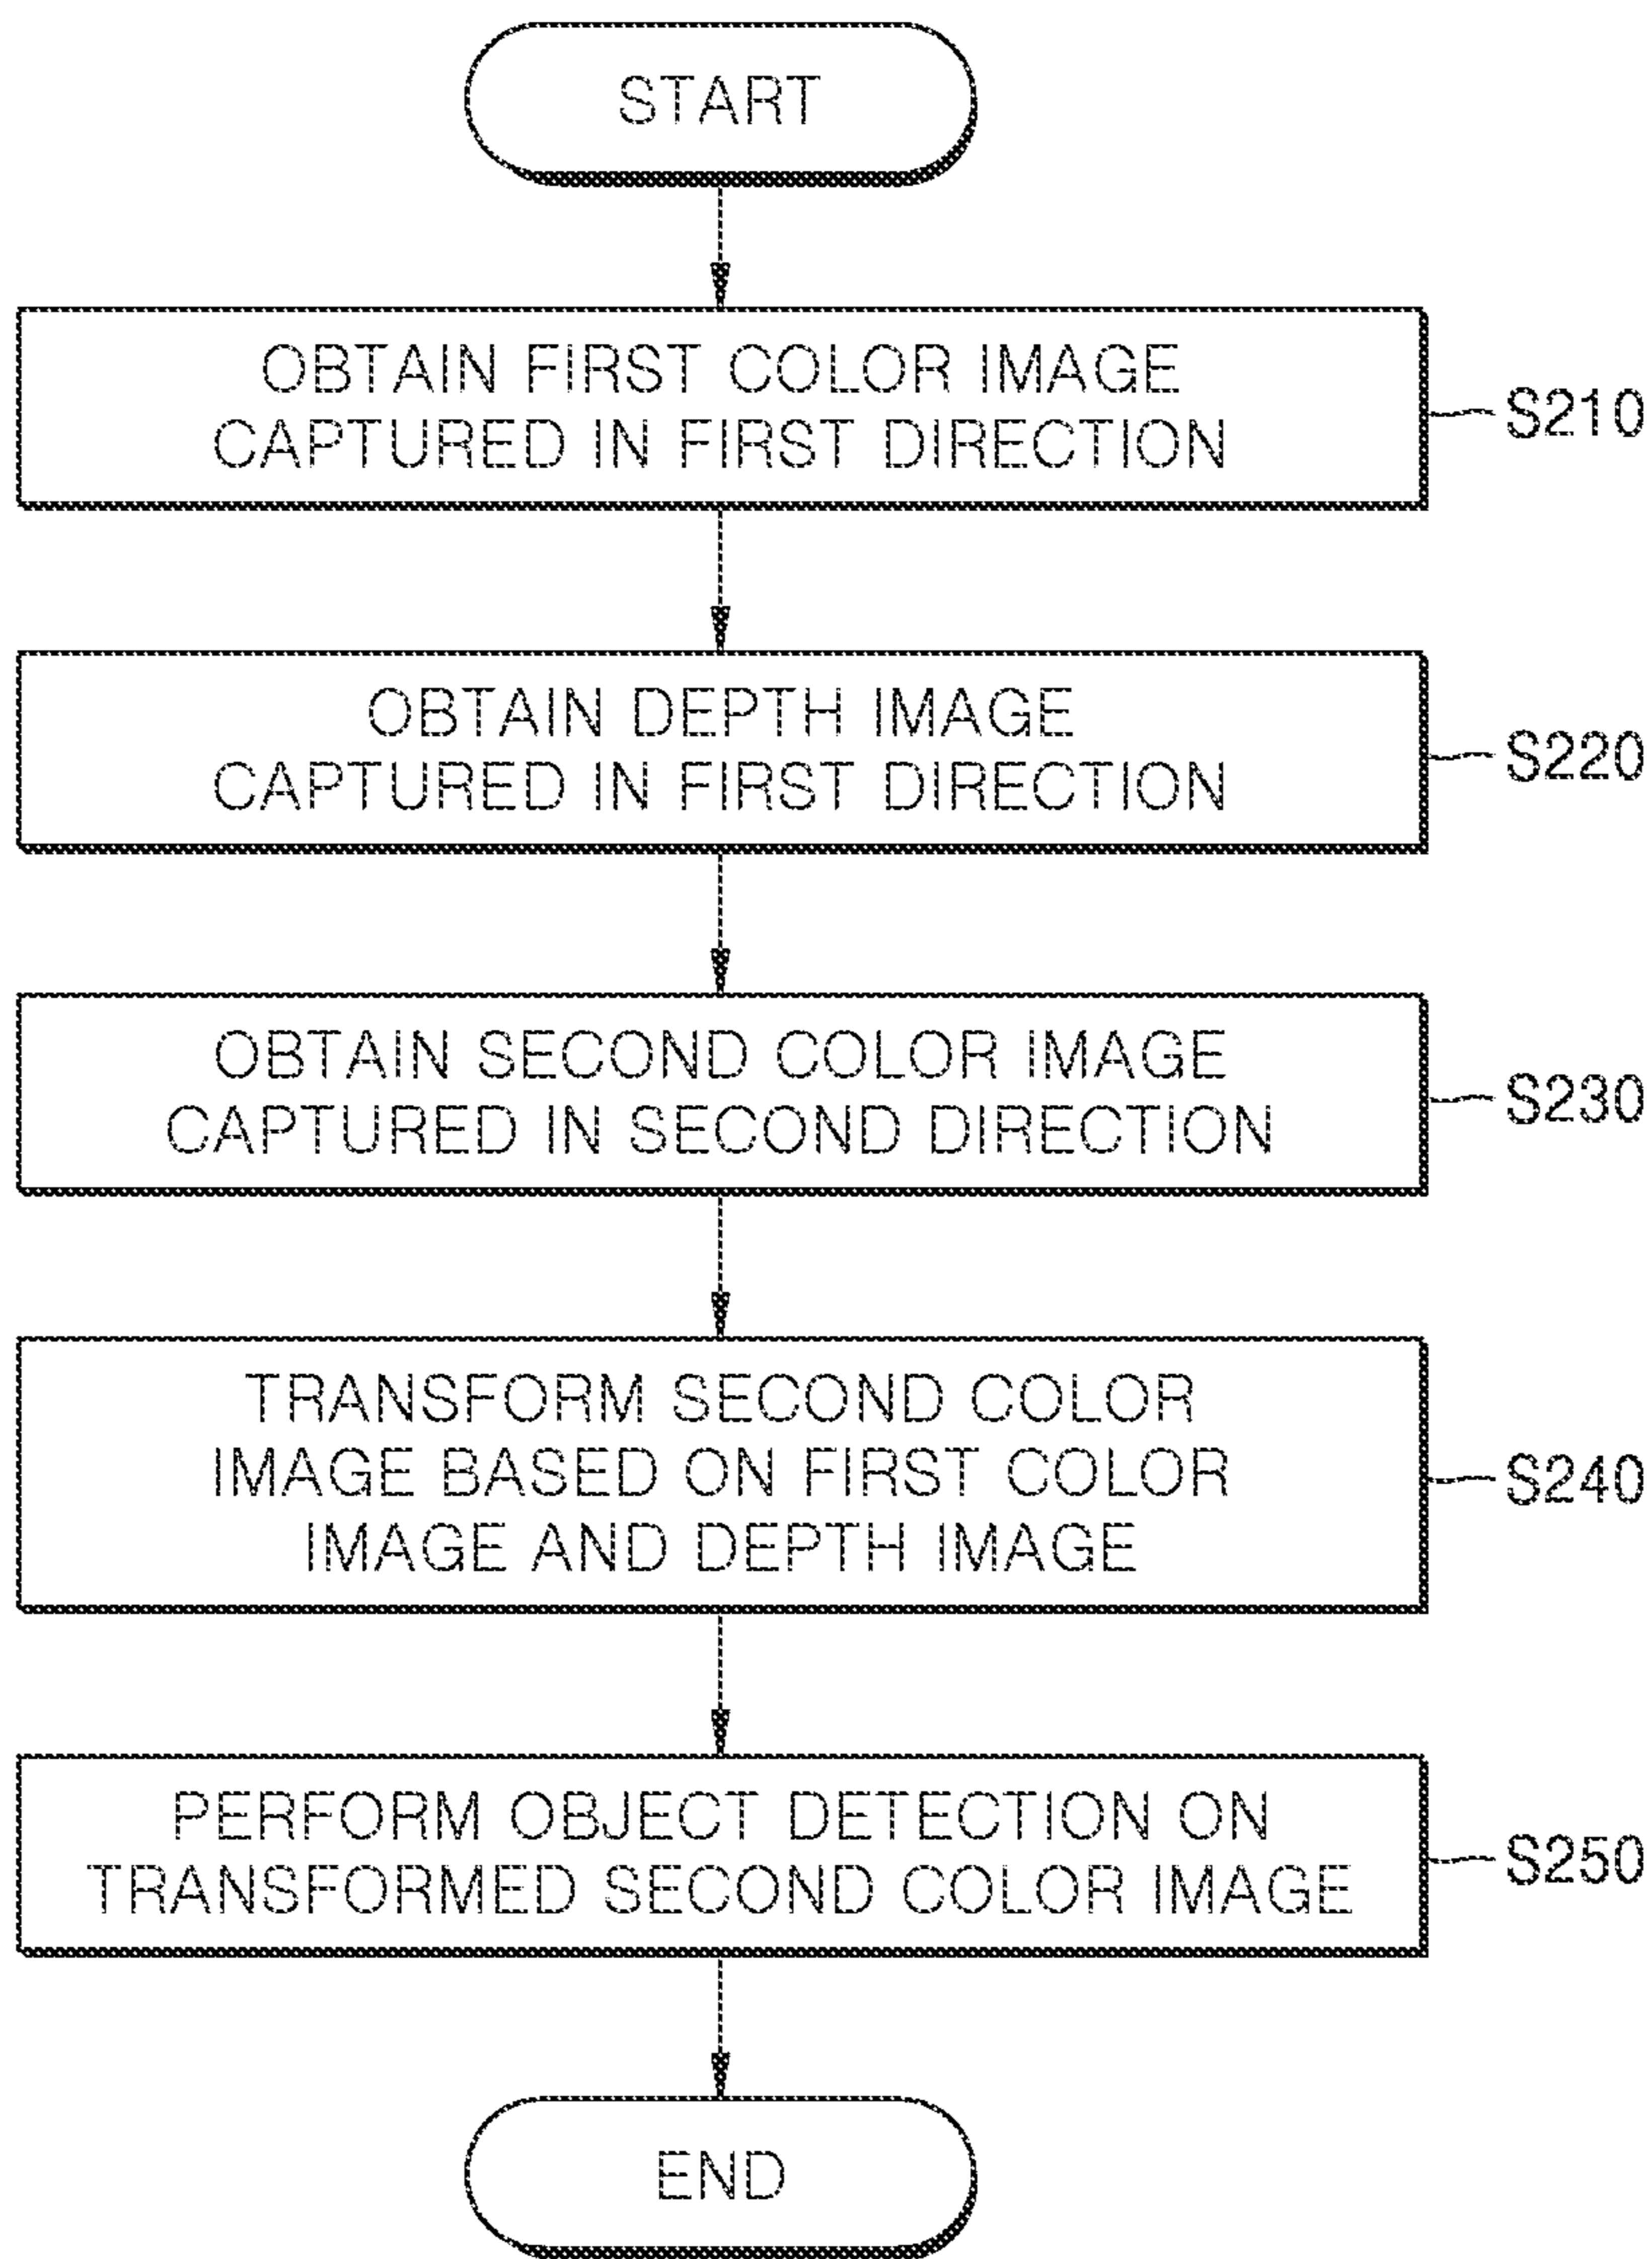 START
OBTAIN FIRST COLOR IMAGE
CAPTURED IN FIRST DIRECTION
S210
OBTAIN DEPTH IMAGE
CAPTURED IN FIRST DIRECTION
S220
OBTAIN SECOND COLOR IMAGE
CAPTURED IN SECOND DIRECTION
S230
TRANSFORM SECOND COLOR
IMAGE BASED ON FIRST COLOR
IMAGE AND DEPTH IMAGE
S240
PERFORM OBJECT DETECTION ON
TRANSFORMED SECOND COLOR IMAGE
S250
END